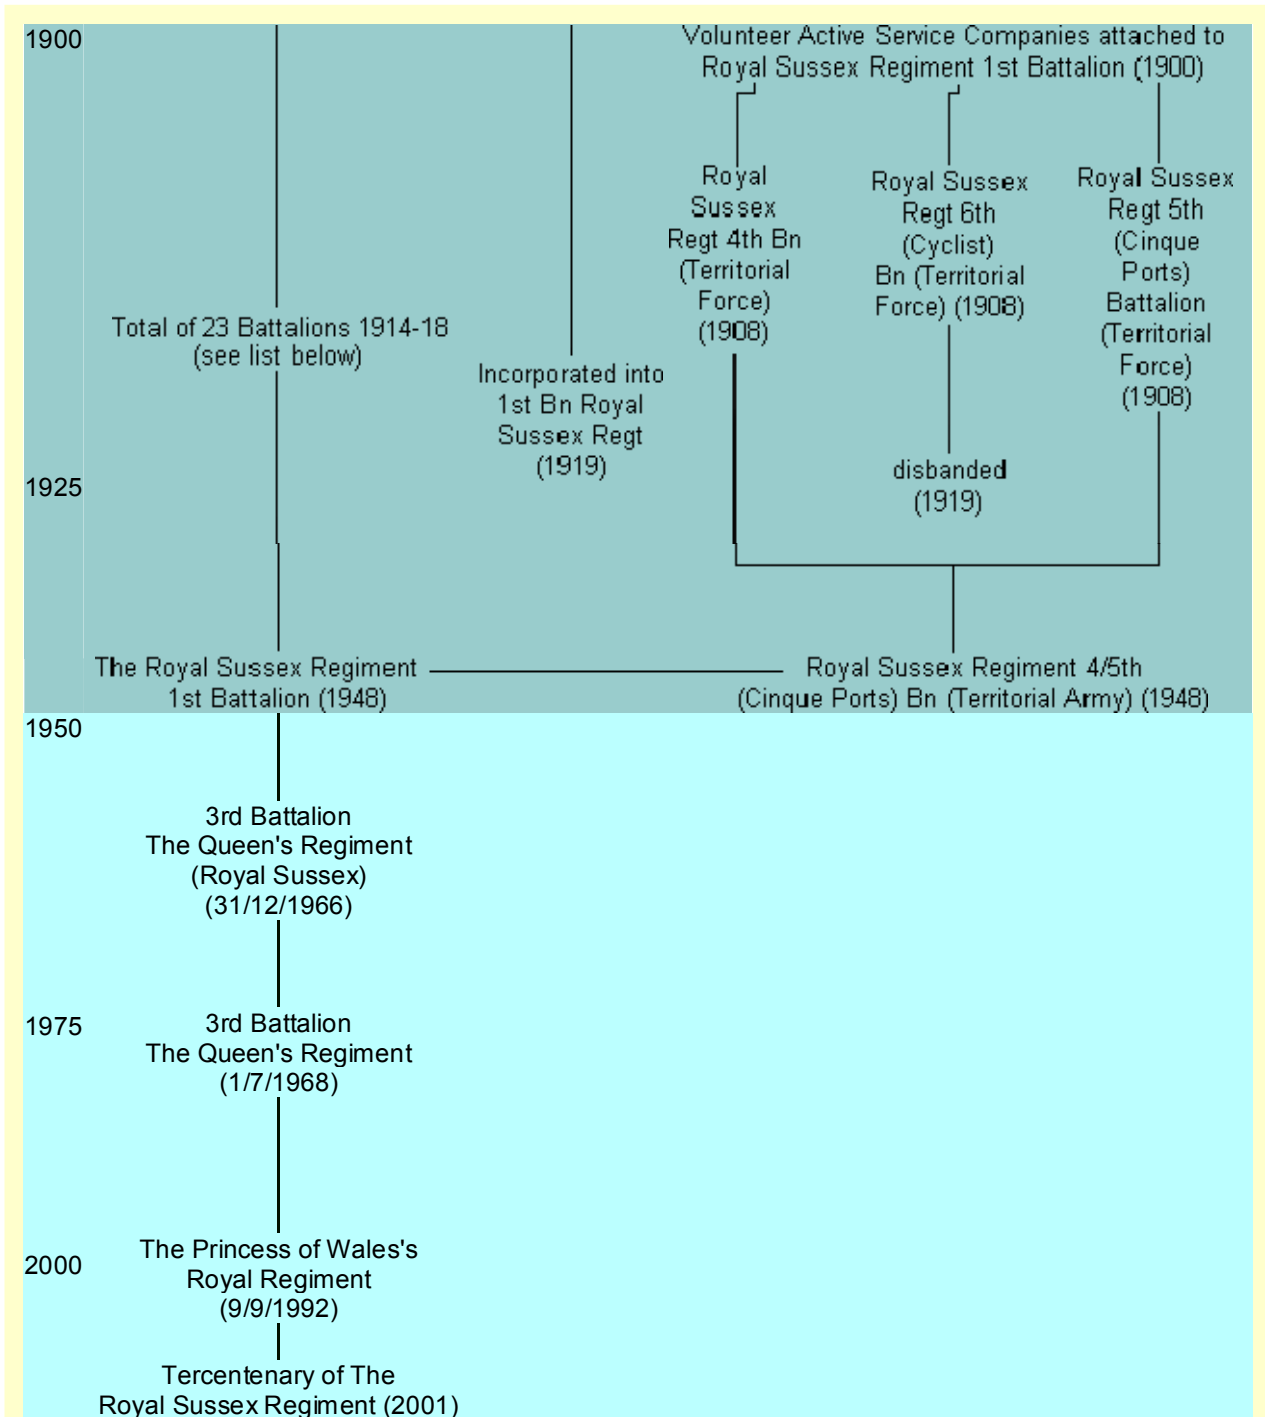 1900
Volunteer Active Service Companies attached to
Royal Sussex Regiment 1st Battalion (1900)
Royal
Sussex
Regt 4th Bn
(Territorial
Force)
(1908)
Royal Sussex
Regt 6th
(Cyclist)
Bn (Territorial
Force) (1908)
Royal Sussex
Regt 5th
(Cinque
Ports)
Battalion
(Territorial
Force)
(1908)
Total of 23 Battalions 1914-18
(see list below)
Incorporated into
1st Bn Royal
Sussex Regt
(1919)
1925
disbanded
(1919)
The Royal Sussex Regiment
1st Battalion (1948)
Royal Sussex Regiment 4/5th
(Cinque Ports) Bn (Territorial Army) (1948)
1950
3rd Battalion
The Queen's Regiment
(Royal Sussex)
(31/12/1966)
1975
3rd Battalion
The Queen's Regiment
(1/7/1968)
2000
The Princess of Wales's
Royal Regiment
(9/9/1992)
Tercentenary of The
Royal Sussex Regiment (2001)